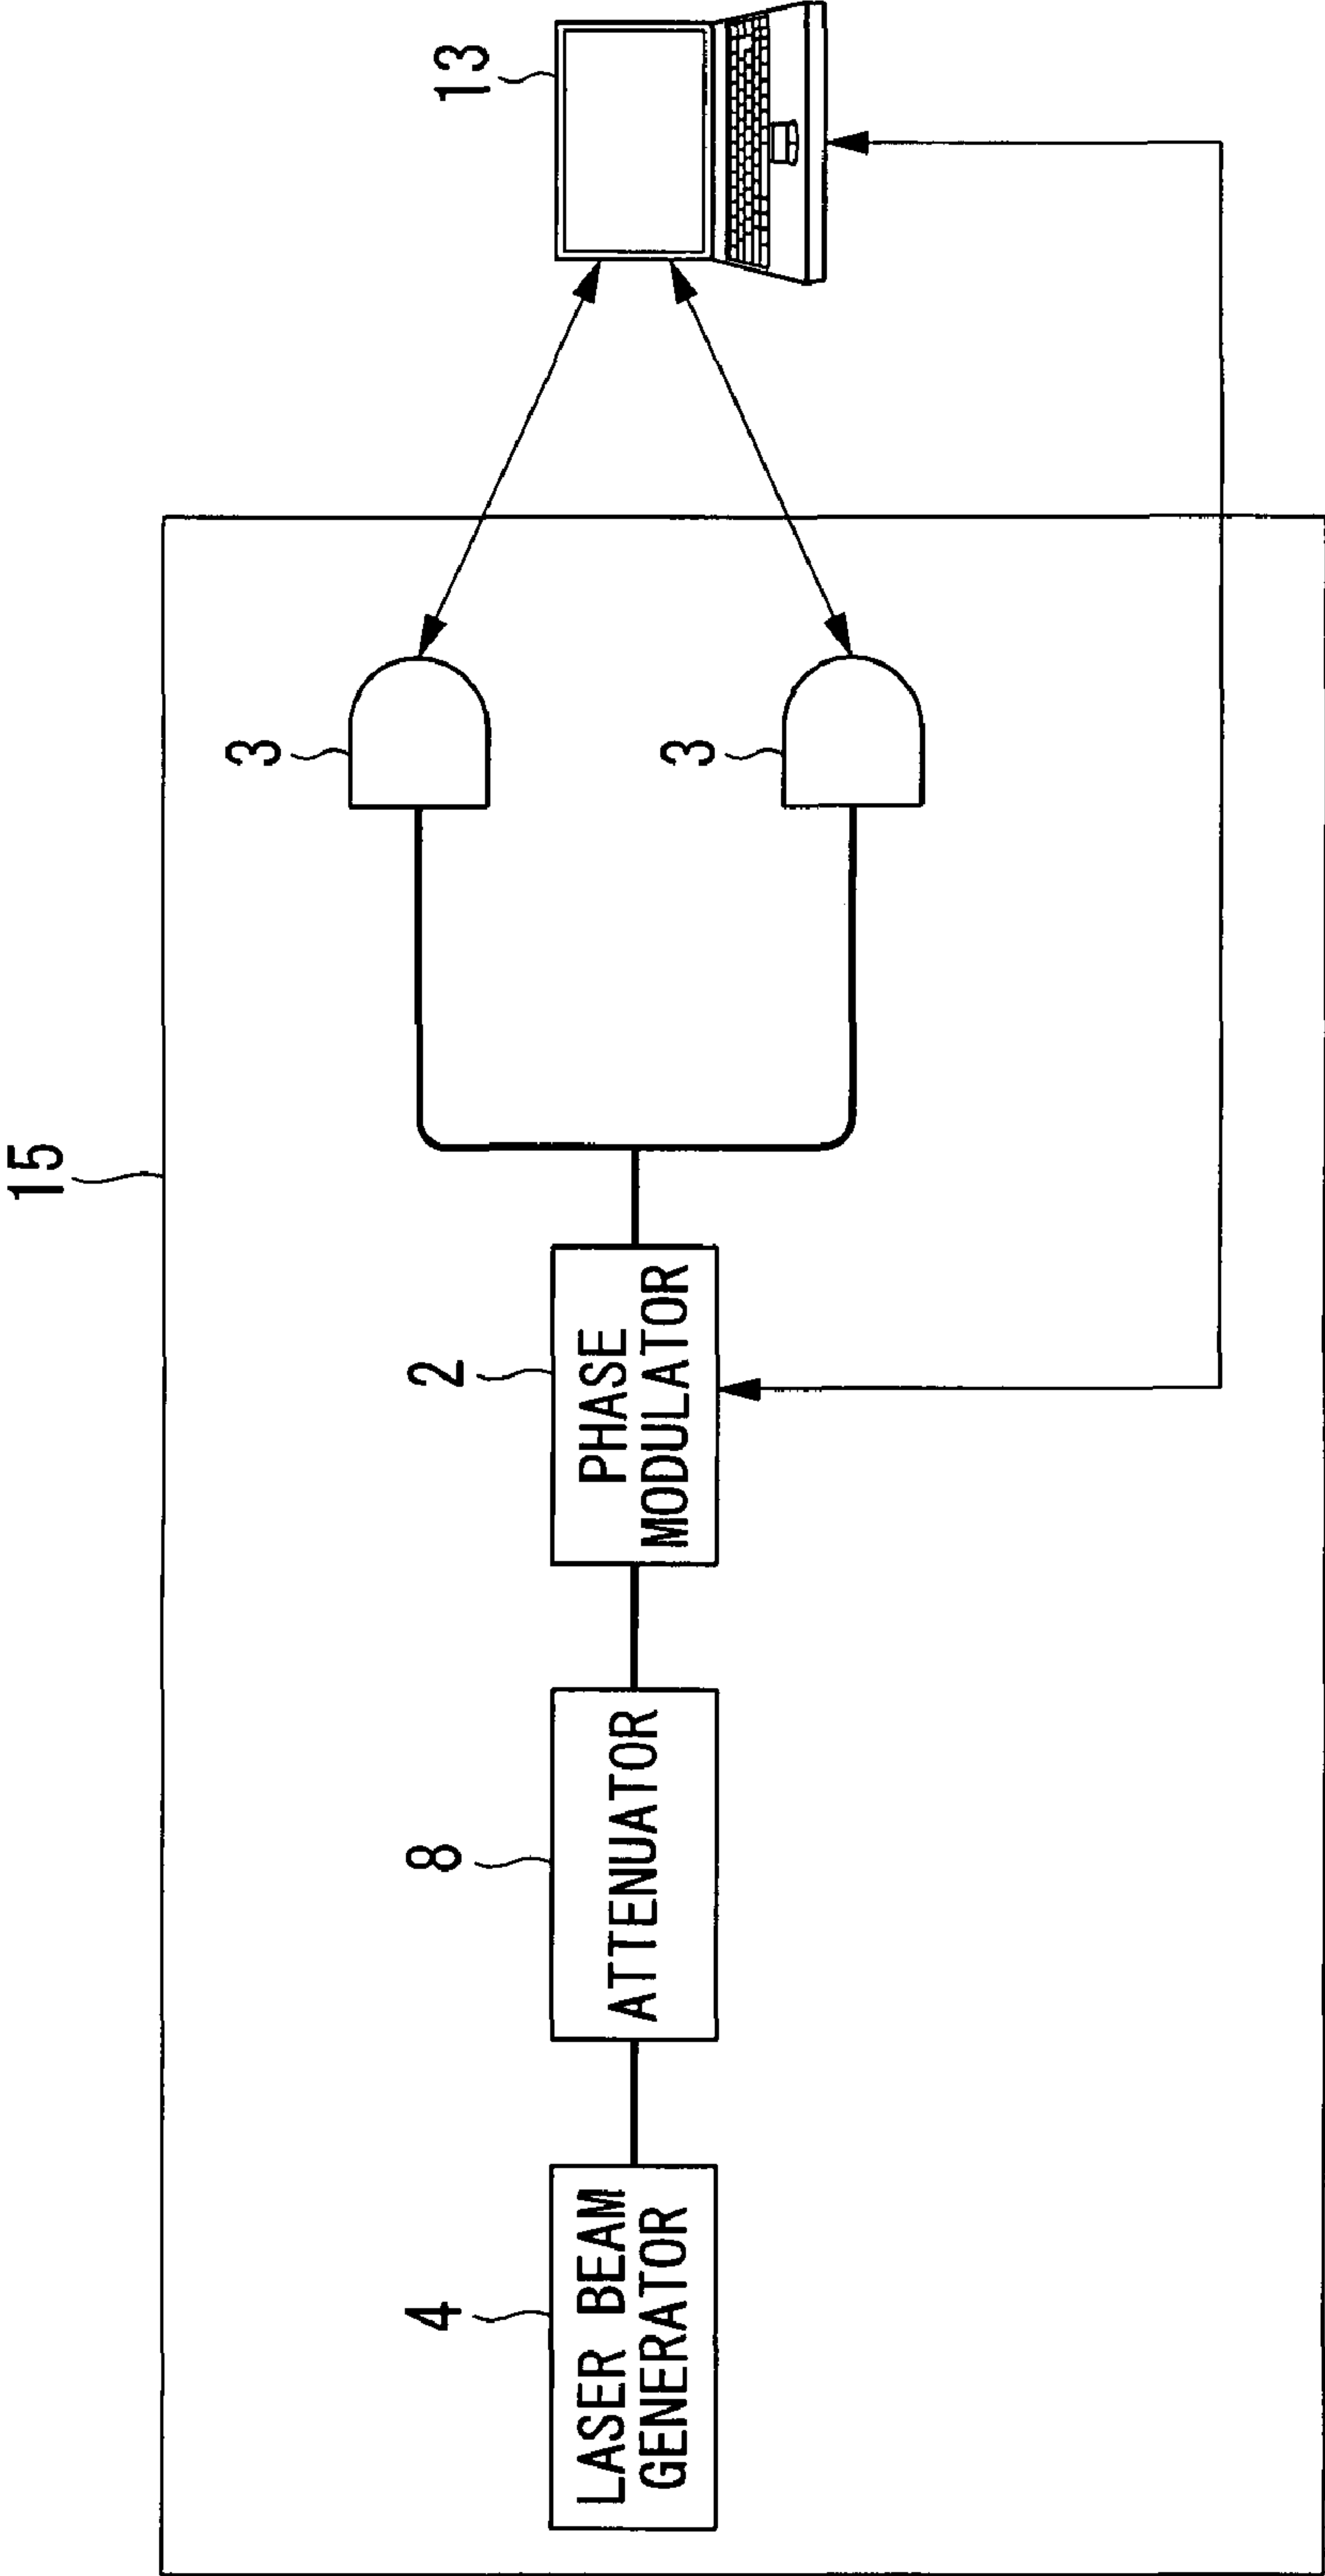 15
4
LASER BEAM
GENERATOR
8
ATTENUATOR
2
PHASE
MODULATOR
3
3
13